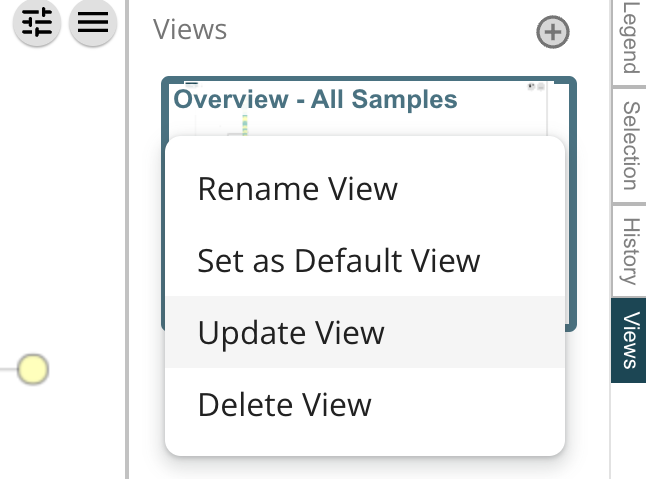 Views
Overview - All Samples
Rename View
Set as Default View
Update View
Delete View
Legend
Selection
History
Views